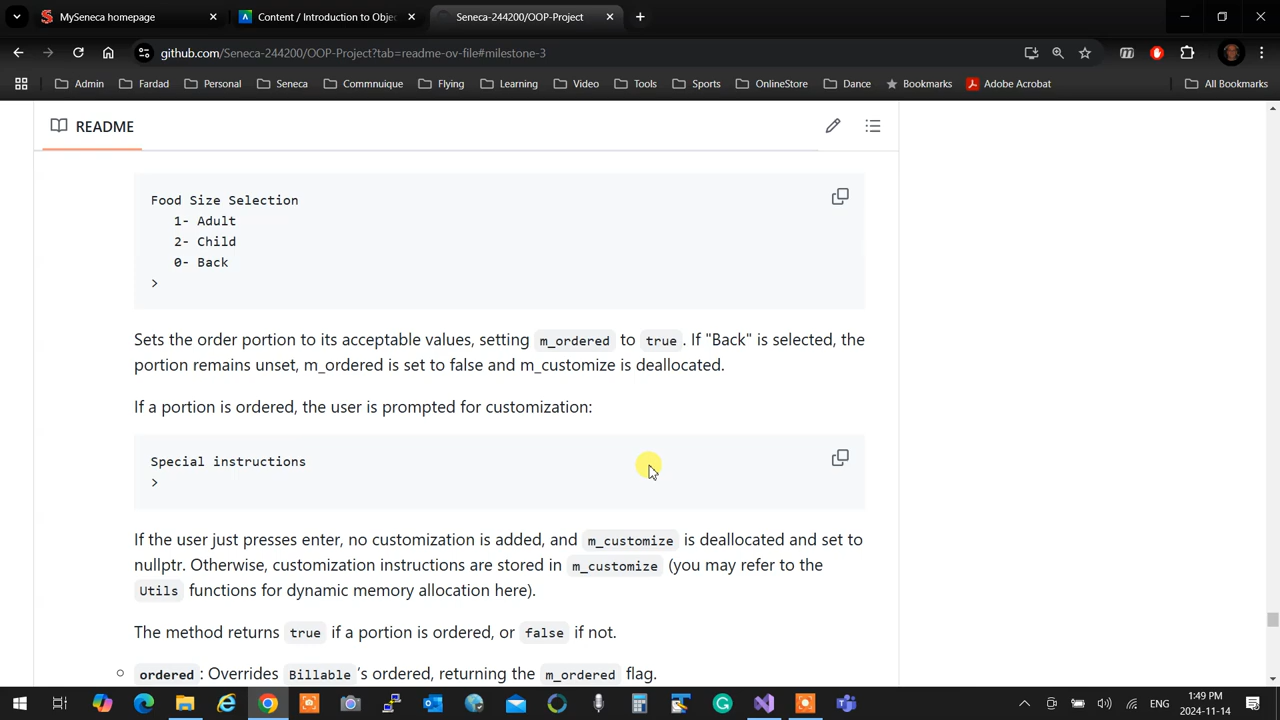 MySeneca homepage
Content / Introduction to Objec
Seneca-244200/OOP-Project
github.com/Seneca-244200/OOP-Project?tab=readme-ov-file#milestone-3
Admin Fardad Personal Seneca Commnuique Flying Learning Video Tools Sports OnlineStore Dance Bookmarks Adobe Acrobat All Bookmarks
README
Food Size Selection
1- Adult
2- Child
0- Back
>
Sets the order portion to its acceptable values, setting m_ordered to true. If "Back" is selected, the
portion remains unset, m_ordered is set to false and m_customize is deallocated.
If a portion is ordered, the user is prompted for customization:
Special instructions
>
If the user just presses enter, no customization is added, and m_customize is deallocated and set to
nullptr. Otherwise, customization instructions are stored in m_customize (you may refer to the
Utils functions for dynamic memory allocation here).
The method returns true if a portion is ordered, or false if not.
ordered: Overrides Billable's ordered, returning the m_ordered flag.
ENG
1:49 PM
2024-11-14